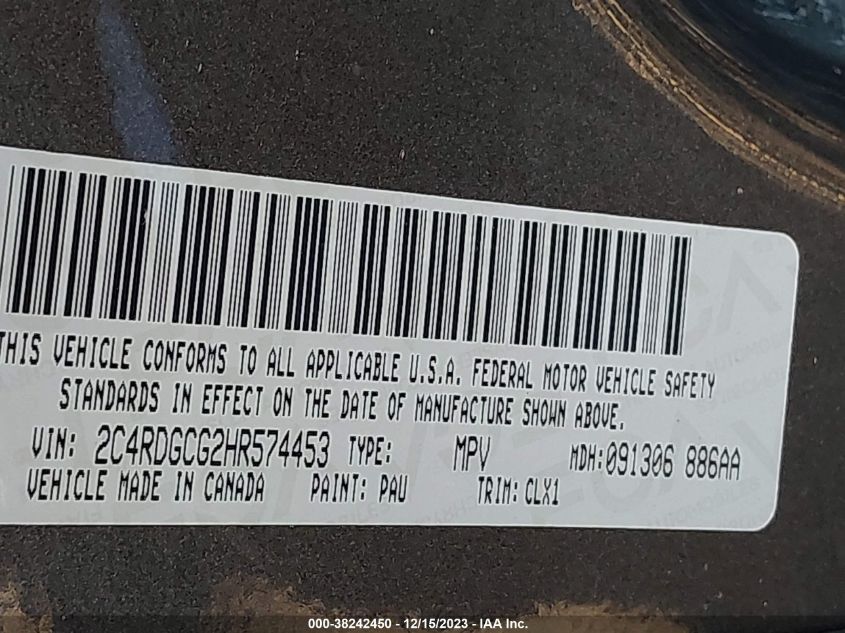 THIS VEHICLE CONFORMS TO ALL APPLICABLE U.S.A. FEDERAL MOTOR VEHICLE SAFETY
STANDARDS IN EFFECT ON THE DATE OF MANUFACTURE SHOWN ABOVE.
VIN: 2C4RDGCG2HR574453 TYPE: MPV MDH:091306 886AA
VEHICLE MADE IN CANADA PAINT: PAU TRIM: CLX1
000-38242450 - 12/15/2023 - IAA Inc.